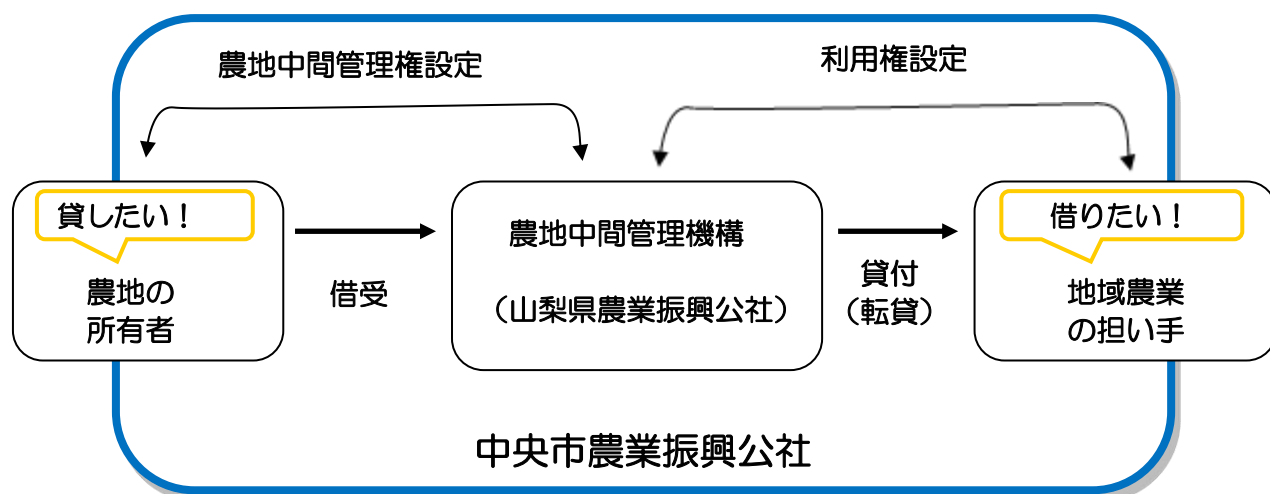 農地中間管理権設定
利用権設定
貸したい！
農地の
所有者
借受
農地中間管理機構
（山梨県農業振興公社）
貸付
（転貸）
借りたい！
地域農業
の担い手
中央市農業振興公社